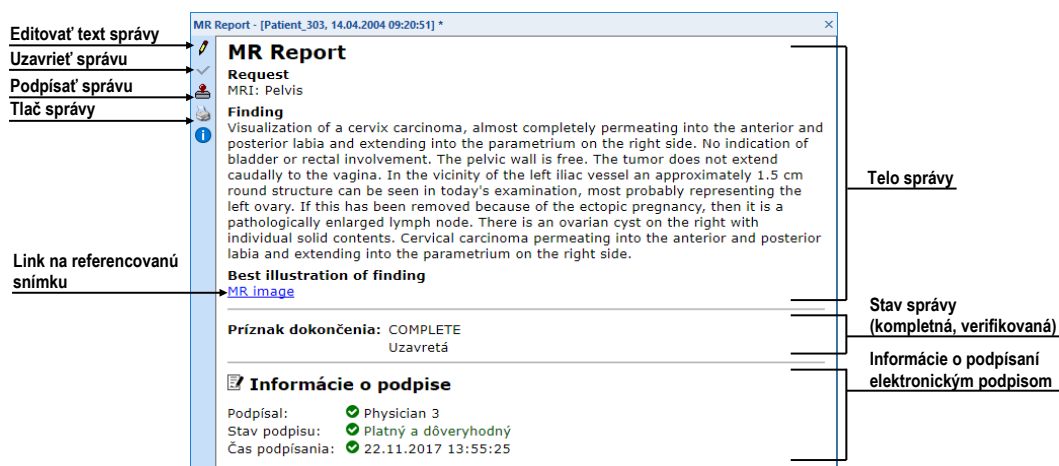 MR Report - [Patient_303, 14.04.2004 09:20:51] *
Editovať text správy
Uzavrieť správu
Podpísať správu
Tlač správy
MR Report
Request
MRI: Pelvis
Finding
Visualization of a cervix carcinoma, almost completely permeating into the anterior and
posterior labia and extending into the parametrium on the right side. No indication of
bladder or rectal involvement. The pelvic wall is free. The tumor does not extend
caudally to the vagina. In the vicinity of the left iliac vessel an approximately 1.5 cm
round structure can be seen in today's examination, most probably representing the
left ovary. If this has been removed because of the ectopic pregnancy, then it is a
pathologically enlarged lymph node. There is an ovarian cyst on the right with
individual solid contents. Cervical carcinoma permeating into the anterior and posterior
labia and extending into the parametrium on the right side.
Telo správy
Link na referencovanú
snímku
Best illustration of finding
MR image
Príznak dokončenia: COMPLETE
Uzavretá
Stav správy
(kompletná, verifikovaná)
Informácie o podpise
Podpísal: Physician 3
Stav podpisu: Platný a dôveryhodný
Čas podpísania: 22.11.2017 13:55:25
Informácie o podpísaní
elektronickým podpisom